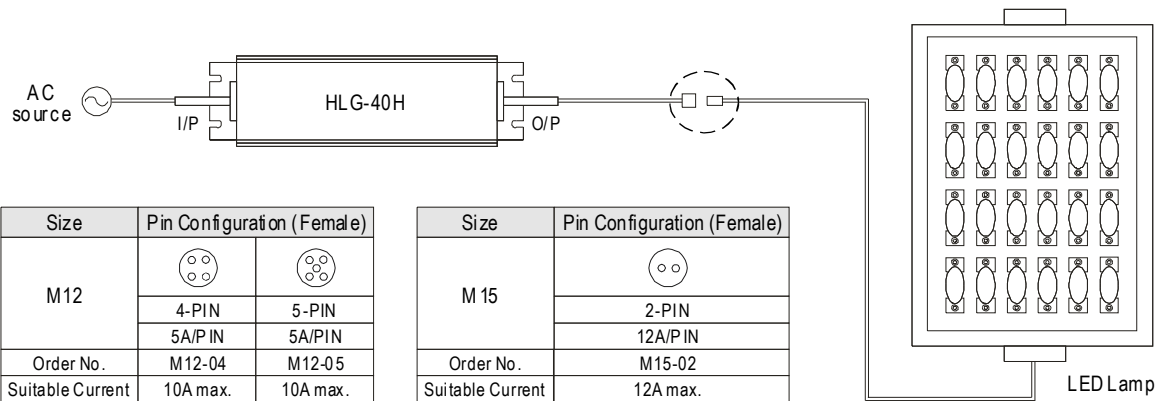 AC
source
I/P
HLG-40H
O/P
Size Pin Configuration (Female)
M12
4-PIN 5-PIN
5A/PIN 5A/PIN
Order No. M12-04 M12-05
Suitable Current 10A max. 10A max.
Size Pin Configuration (Female)
M15
2-PIN
12A/PIN
Order No. M15-02
Suitable Current 12A max.
LED Lamp